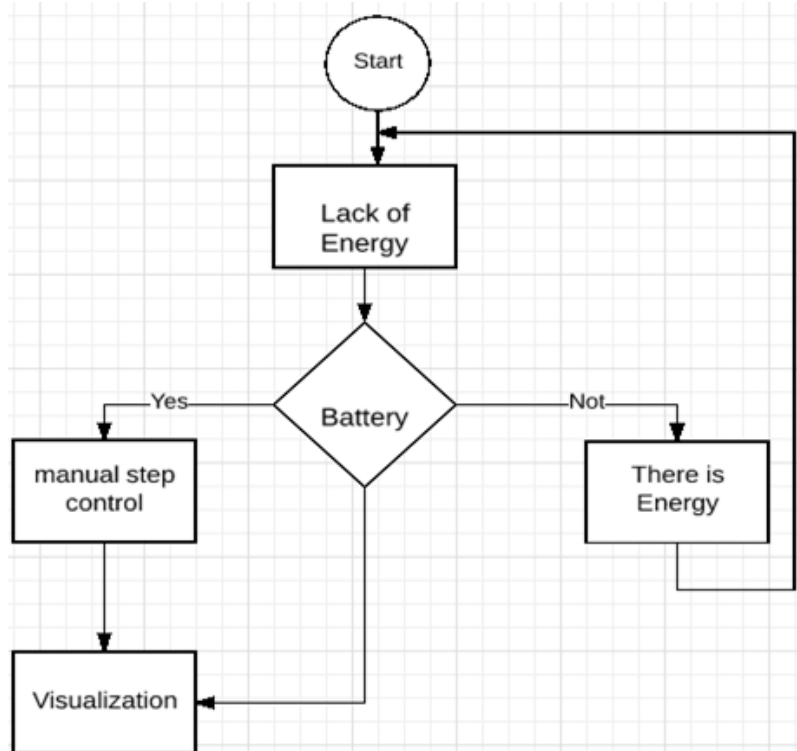 Start
Lack of
Energy
Yes
Battery
Not
manual step
control
There is
Energy
Visualization